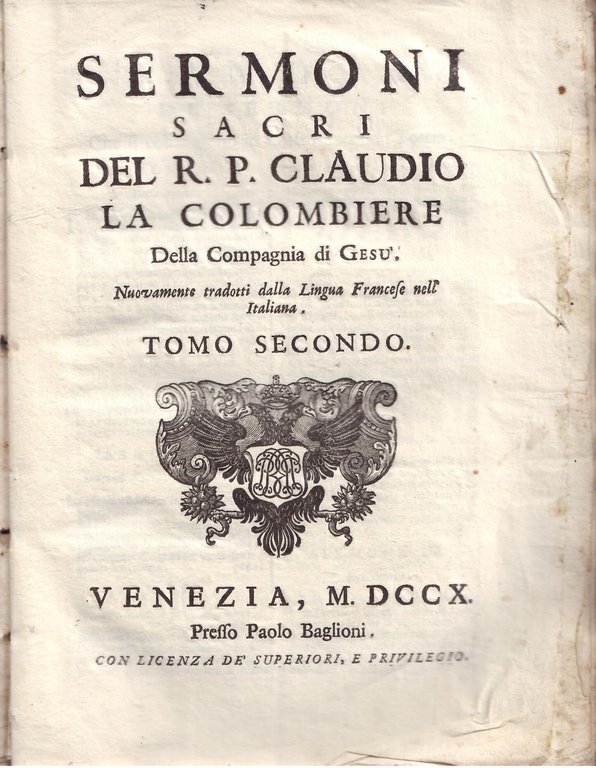 SERMONI
SACRI
DEL R. P. CLAUDIO
LA COLOMBIERE
Della Compagnia di GESU'.
Nuovamente tradotti dalla Lingua Franceſe nell'
Italiana.
TOMO SECONDO.
VENEZIA, M. DCCX.
Preſſo Paolo Baglioni.
CON LICENZA DE' SUPERIORI, E PRIVILEGIO.